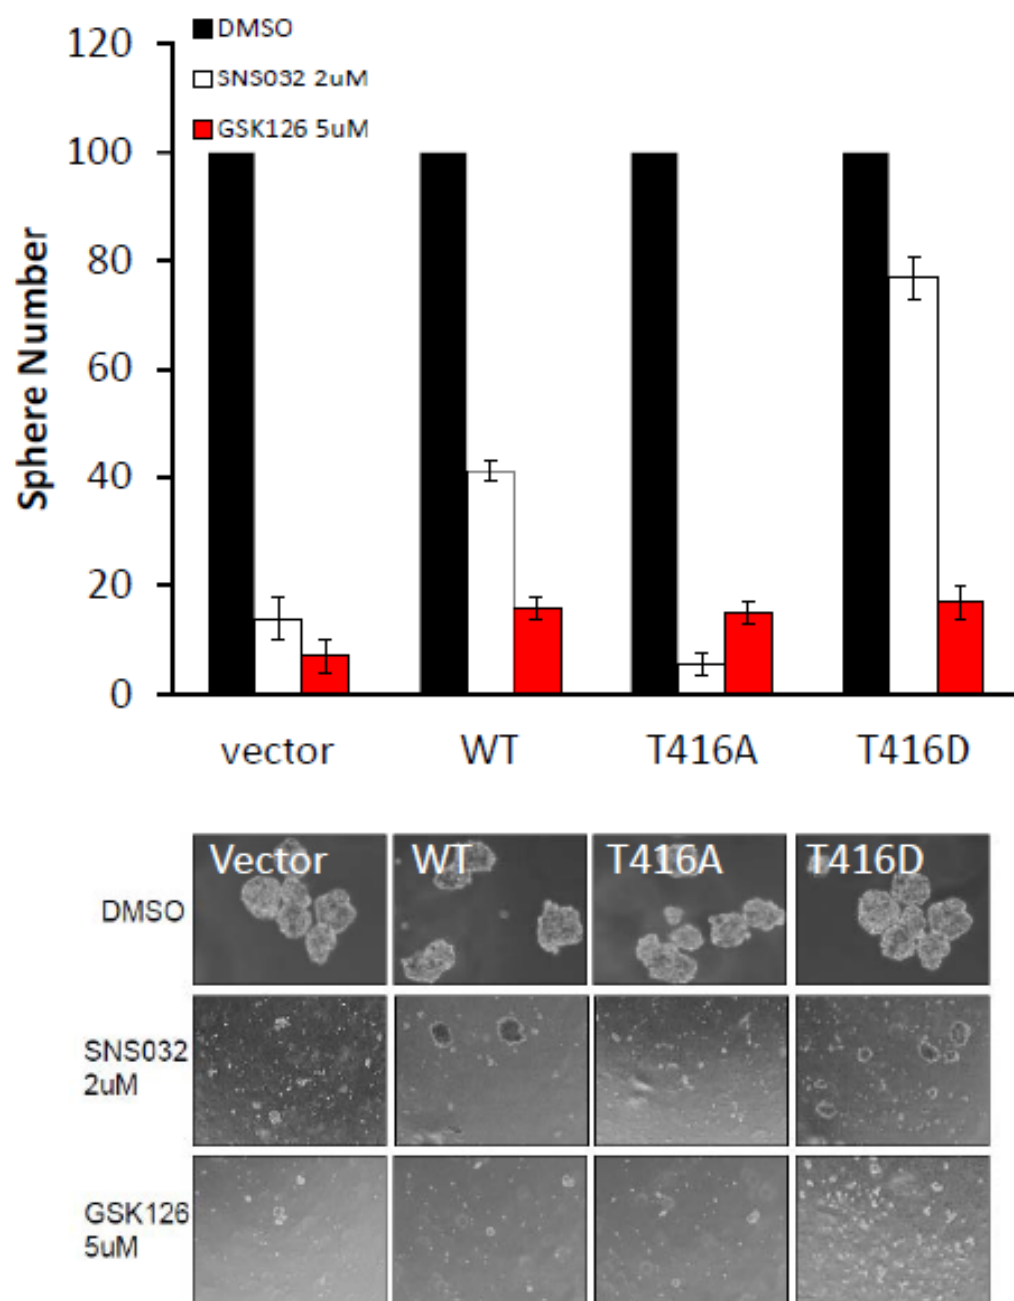 DMSO
SNS032 2uM
GSK126 5uM
120
100
80
60
40
20
0
Sphere Number
vector WT T416A T416D
Vector WT T416A T416D
DMSO
SNS032
2uM
GSK126
5uM